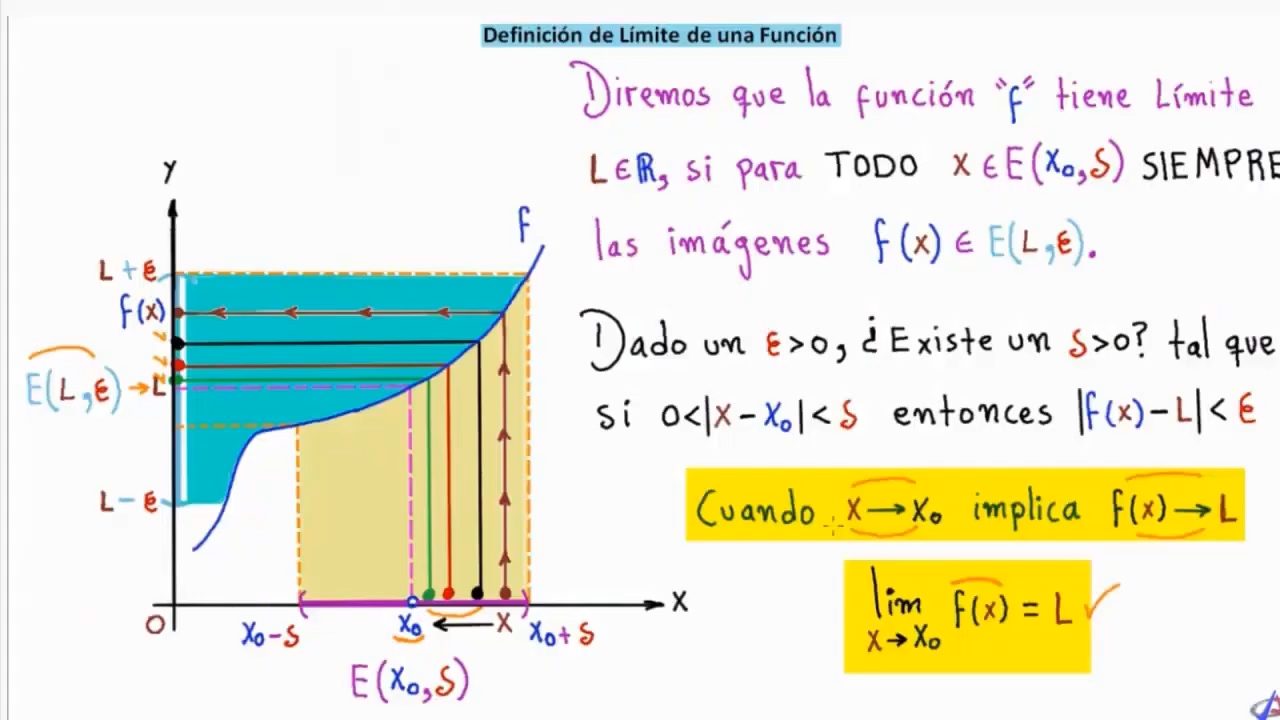 Definición de Límite de una Función
Diremos que la función "f" tiene Límite
L∈ℝ, si para TODO x∈E(x₀,S) SIEMPRE
las imágenes f(x) ∈ E(L,ε).
Dado un ε>0, ¿Existe un S>0? tal que
si 0<|x-x₀|<S entonces |f(x)-L|<ε
Cuando x→x₀ implica f(x)→L
lim f(x) = L
x→x₀
Y
f
L+ε
f(x)
E(L,ε)→L
L-ε
O
x₀-S
x₀
←
x
x₀+S
X
E(x₀,S)